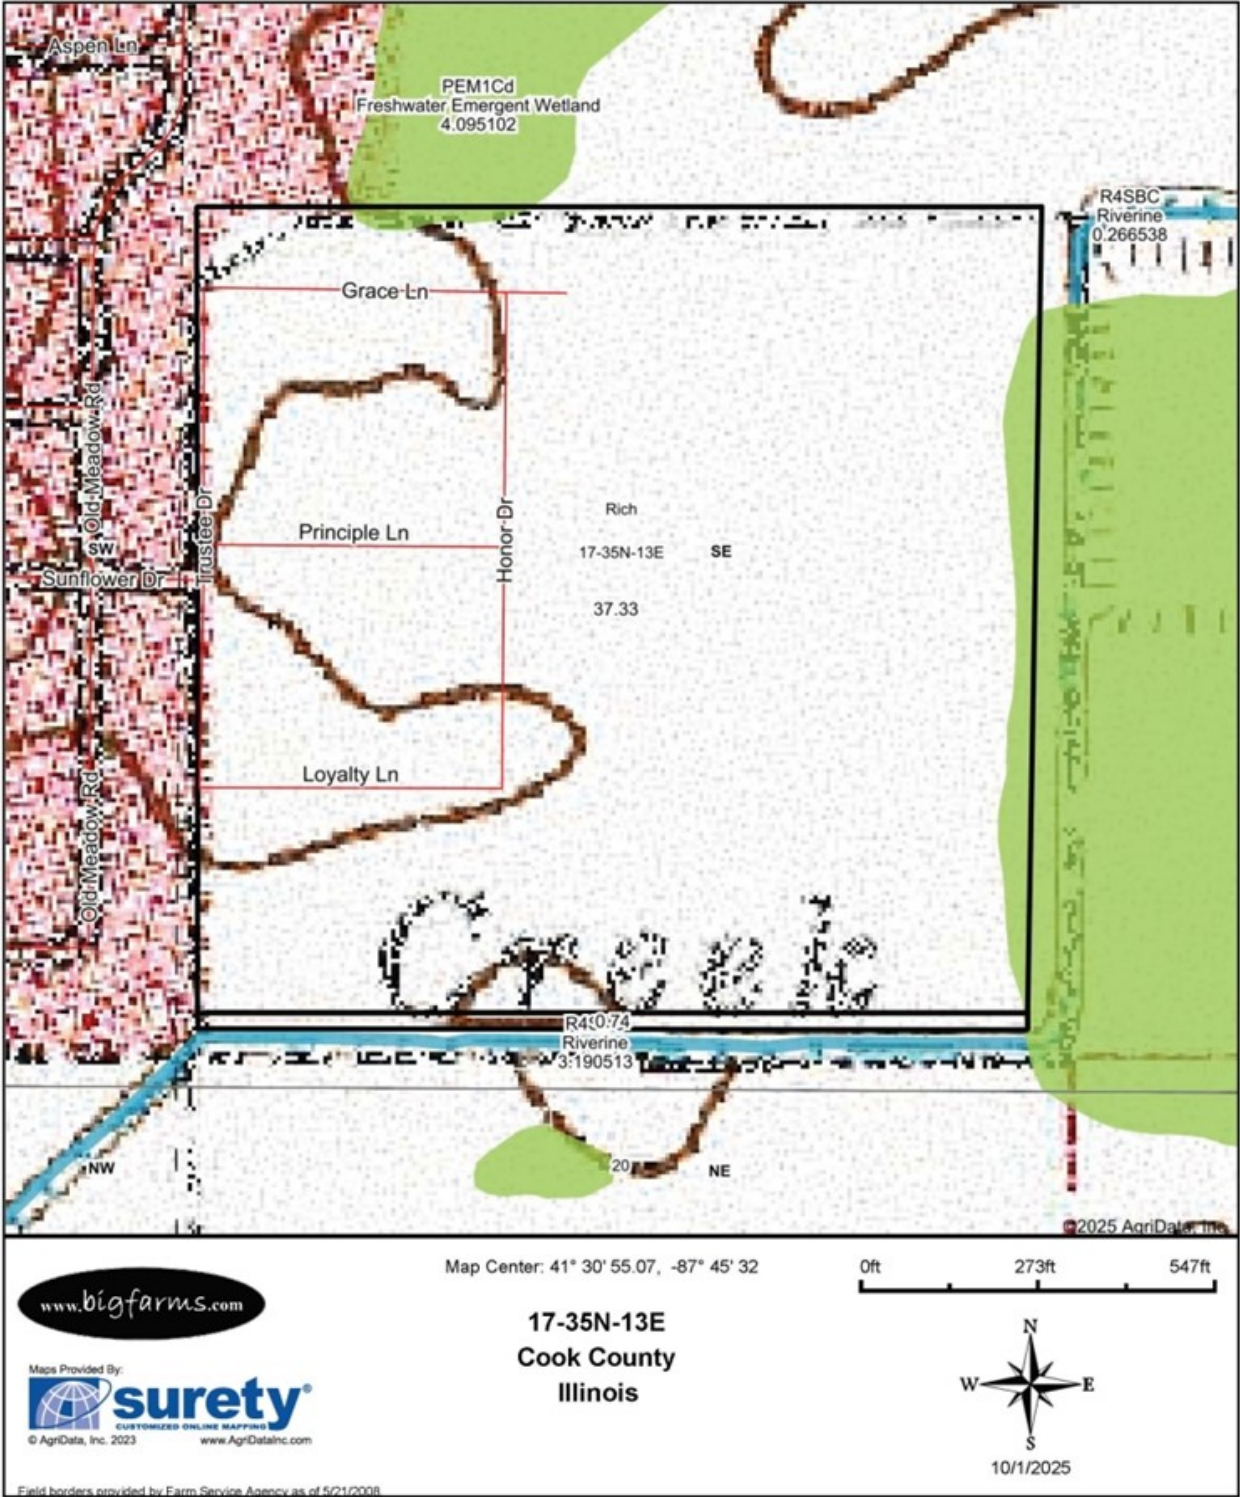 Aspen Ln
PEM1Cd
Freshwater Emergent Wetland
4.095102
R4SBC
Riverine
0.266538
Grace Ln
Old Meadow Rd
Trustee Dr
Honor Dr
Principle Ln
Rich
17-35N-13E
SE
SW
Sunflower Dr
37.33
Loyalty Ln
Old Meadow Rd
Creek
0.74
Riverine
3.190513
NW
20
NE
©2025 AgriData, Inc.
www.bigfarms.com
Map Center: 41° 30' 55.07, -87° 45' 32
0ft 273ft 547ft
17-35N-13E
Cook County
Illinois
N
W E
S
Maps Provided By:
surety®
CUSTOMIZED ONLINE MAPPING
© AgriData, Inc. 2023 www.AgriDataInc.com
10/1/2025
Field borders provided by Farm Service Agency as of 5/21/2008.